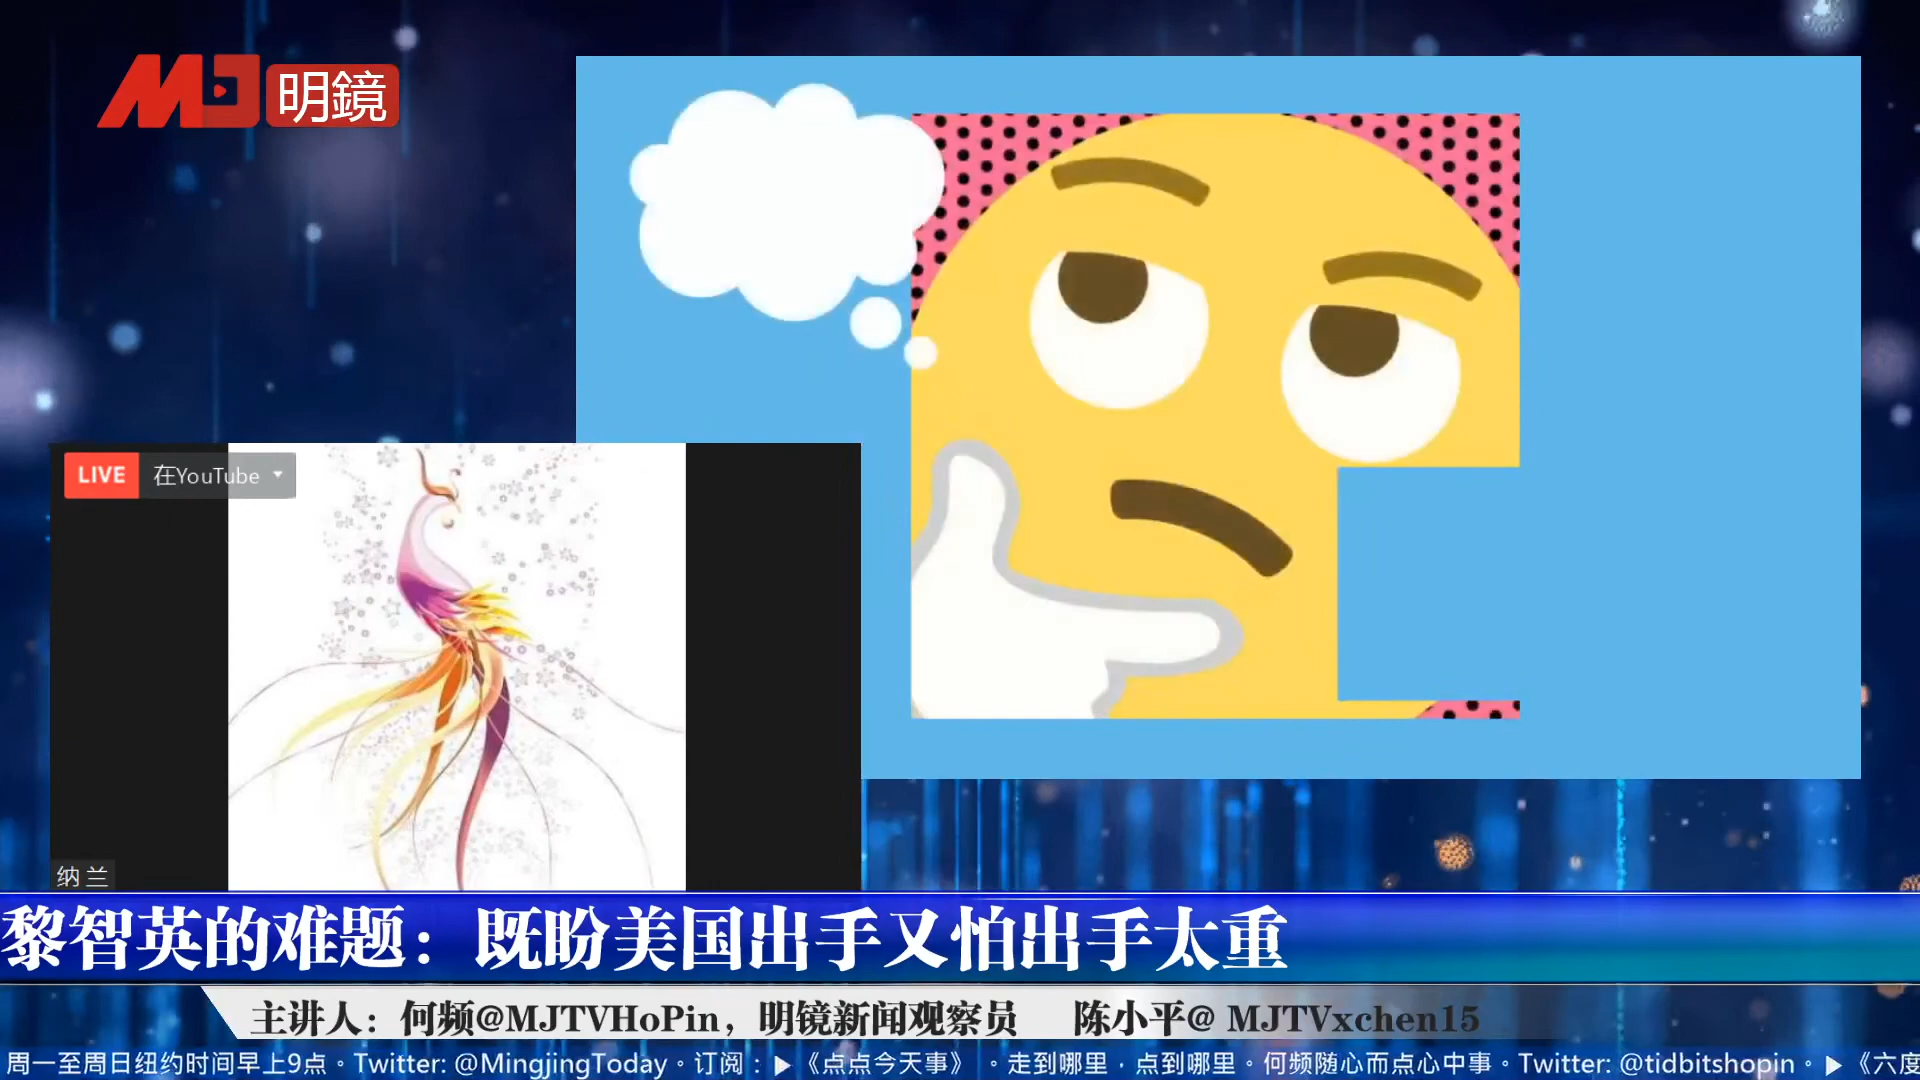 MJ 明鏡
LIVE 在YouTube
纳 兰
黎智英的难题：既盼美国出手又怕出手太重
主讲人：何频@MJTVHoPin，明镜新闻观察员 陈小平@ MJTVxchen15
周一至周日纽约时间早上9点。Twitter: @MingjingToday。订阅：▶《点点今天事》 。走到哪里，点到哪里。何频随心而点心中事。Twitter: @tidbitshopin。▶《六度